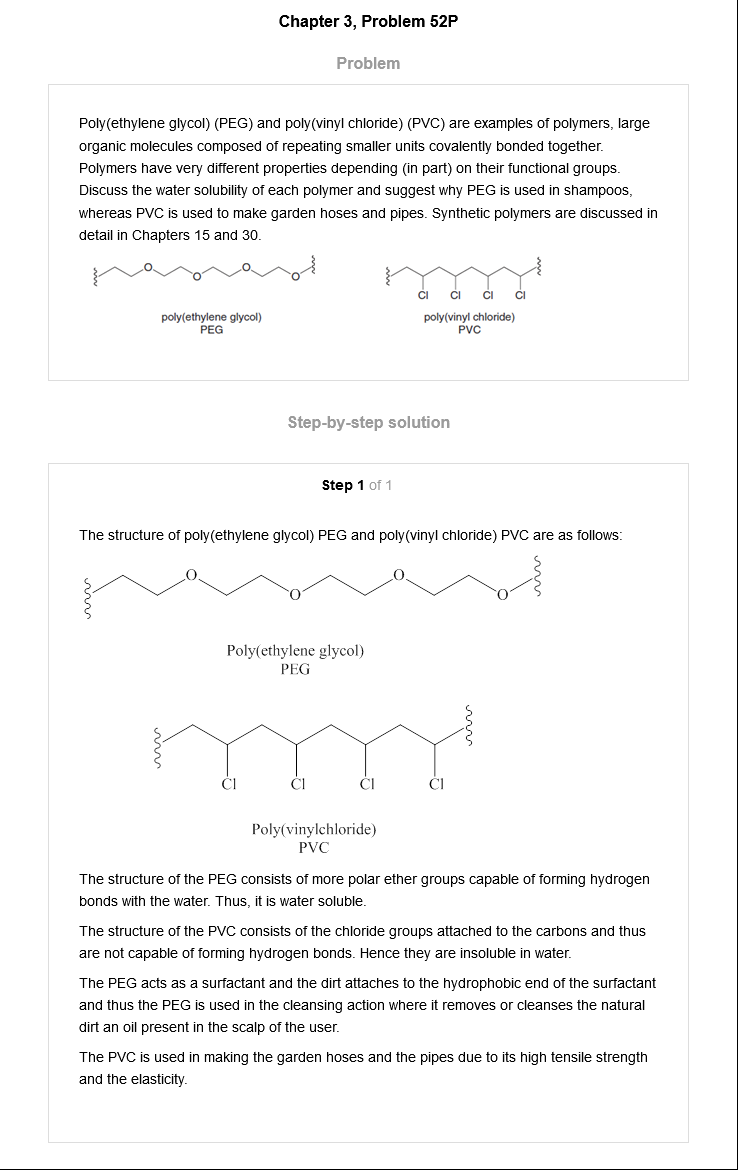 Chapter 3, Problem 52P
Problem
Poly(ethylene glycol) (PEG) and poly(vinyl chloride) (PVC) are examples of polymers, large
organic molecules composed of repeating smaller units covalently bonded together.
Polymers have very different properties depending (in part) on their functional groups.
Discuss the water solubility of each polymer and suggest why PEG is used in shampoos,
whereas PVC is used to make garden hoses and pipes. Synthetic polymers are discussed in
detail in Chapters 15 and 30.
O O O O
Cl Cl Cl Cl
poly(ethylene glycol)
PEG
poly(vinyl chloride)
PVC
Step-by-step solution
Step 1 of 1
The structure of poly(ethylene glycol) PEG and poly(vinyl chloride) PVC are as follows:
O O O O
Poly(ethylene glycol)
PEG
Cl Cl Cl Cl
Poly(vinylchloride)
PVC
The structure of the PEG consists of more polar ether groups capable of forming hydrogen
bonds with the water. Thus, it is water soluble.
The structure of the PVC consists of the chloride groups attached to the carbons and thus
are not capable of forming hydrogen bonds. Hence they are insoluble in water.
The PEG acts as a surfactant and the dirt attaches to the hydrophobic end of the surfactant
and thus the PEG is used in the cleansing action where it removes or cleanses the natural
dirt an oil present in the scalp of the user.
The PVC is used in making the garden hoses and the pipes due to its high tensile strength
and the elasticity.